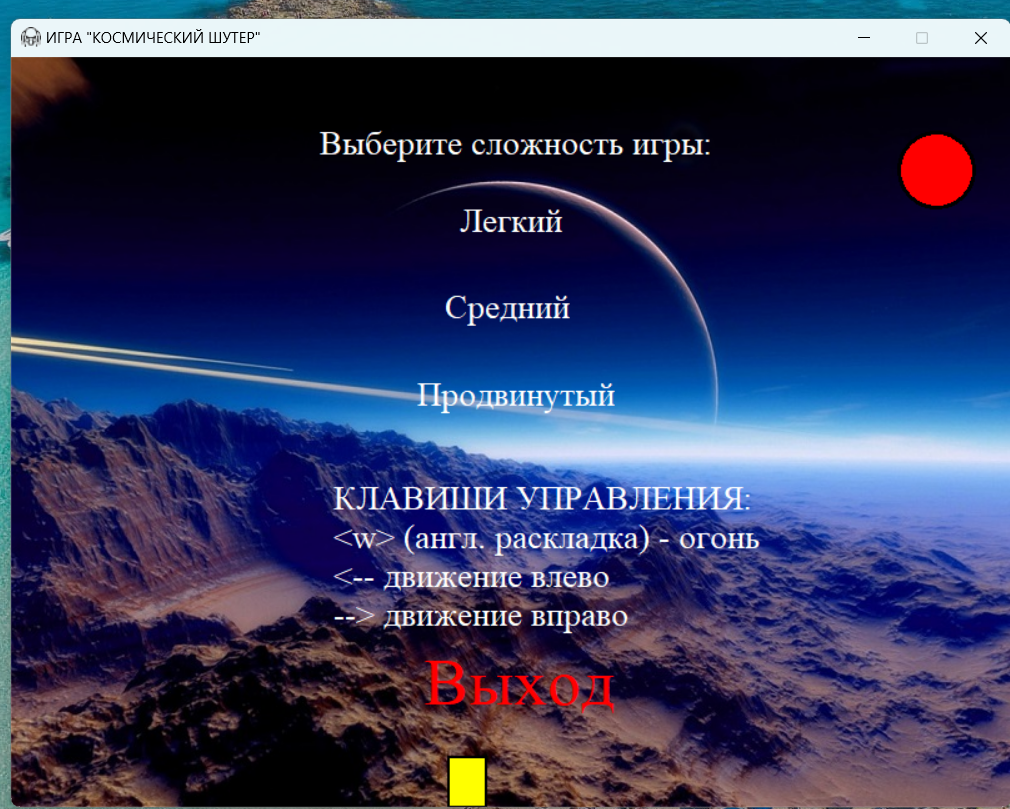 ИГРА "КОСМИЧЕСКИЙ ШУТЕР"
Выберите сложность игры:
Легкий
Средний
Продвинутый
КЛАВИШИ УПРАВЛЕНИЯ:
<w> (англ. раскладка) - огонь
<-- движение влево
--> движение вправо
Выход